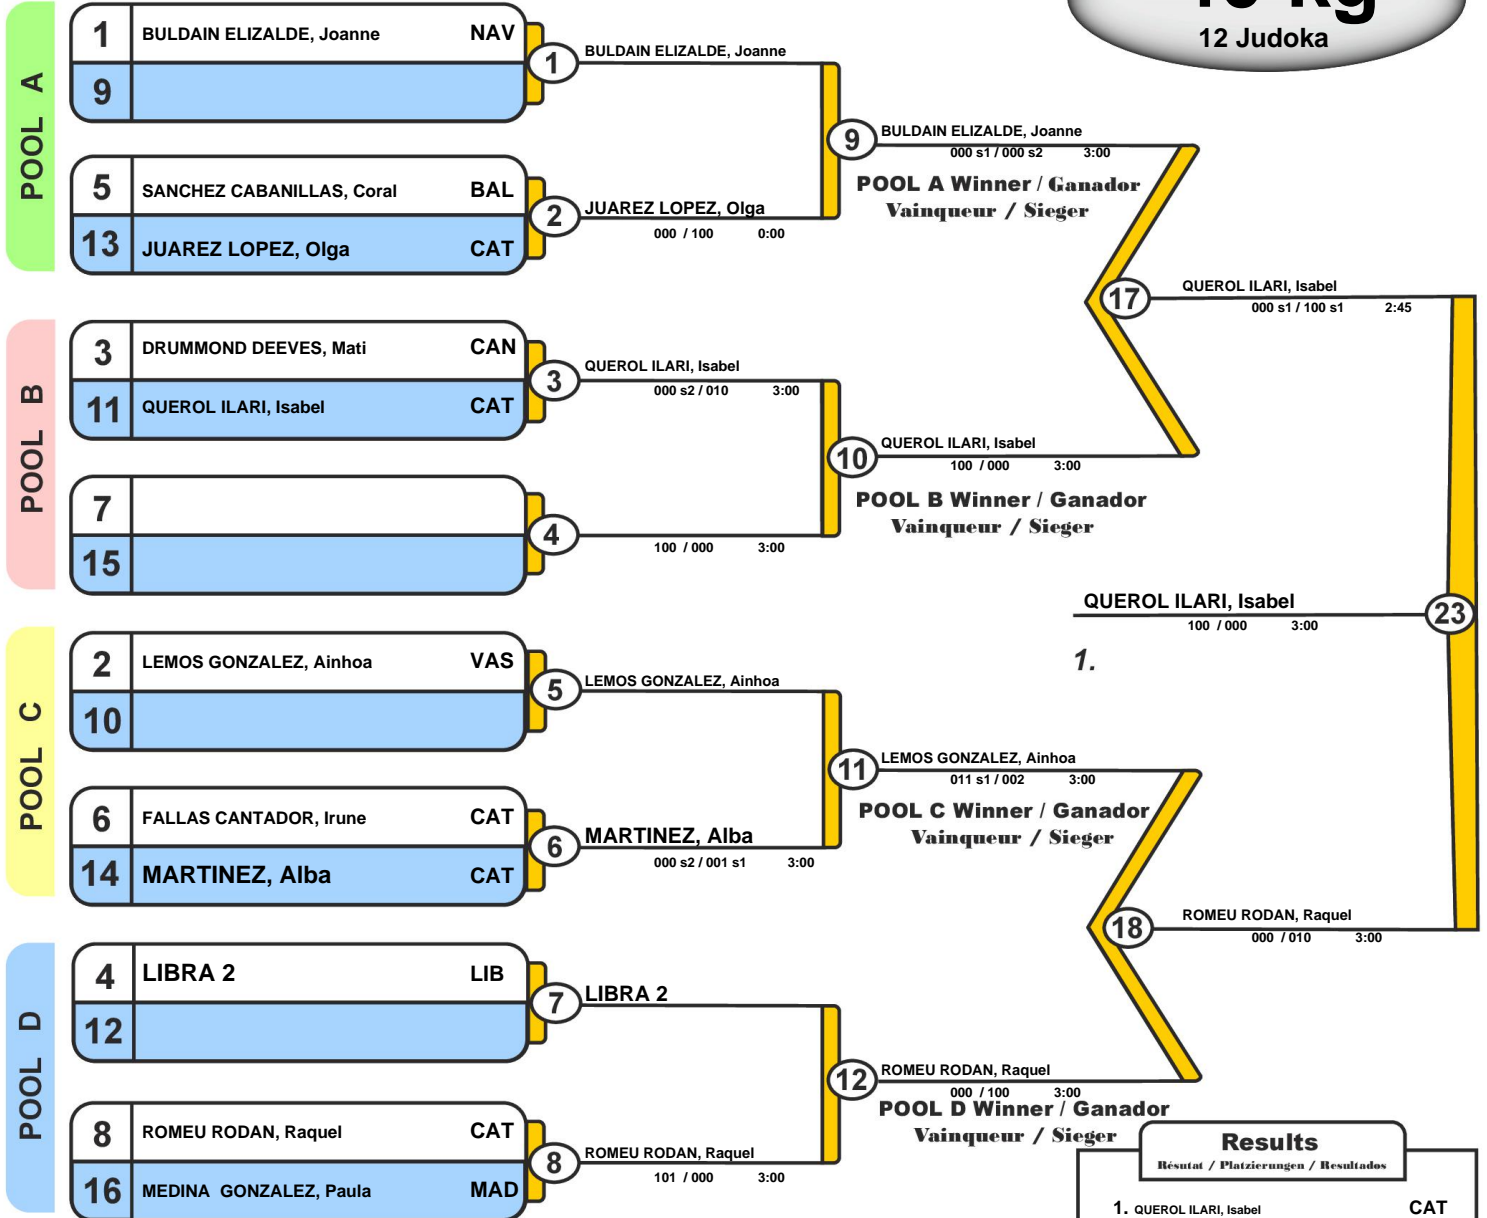 12 Judoka
POOL A
1 BULDAIN ELIZALDE, Joanne NAV
9
1 BULDAIN ELIZALDE, Joanne
5 SANCHEZ CABANILLAS, Coral BAL
13 JUAREZ LOPEZ, Olga CAT
2 JUAREZ LOPEZ, Olga
000 / 100 0:00
9 BULDAIN ELIZALDE, Joanne
000 s1 / 000 s2 3:00
POOL A Winner / Ganador
Vainqueur / Sieger
POOL B
3 DRUMMOND DEEVES, Mati CAN
11 QUEROL ILARI, Isabel CAT
3 QUEROL ILARI, Isabel
000 s2 / 010 3:00
7
15
4
100 / 000 3:00
10 QUEROL ILARI, Isabel
100 / 000 3:00
POOL B Winner / Ganador
Vainqueur / Sieger
17 QUEROL ILARI, Isabel
000 s1 / 100 s1 2:45
QUEROL ILARI, Isabel 23
100 / 000 3:00
1.
POOL C
2 LEMOS GONZALEZ, Ainhoa VAS
10
5 LEMOS GONZALEZ, Ainhoa
6 FALLAS CANTADOR, Irune CAT
14 MARTINEZ, Alba CAT
6 MARTINEZ, Alba
000 s2 / 001 s1 3:00
11 LEMOS GONZALEZ, Ainhoa
011 s1 / 002 3:00
POOL C Winner / Ganador
Vainqueur / Sieger
18 ROMEU RODAN, Raquel
000 / 010 3:00
POOL D
4 LIBRA 2 LIB
12
7 LIBRA 2
8 ROMEU RODAN, Raquel CAT
16 MEDINA GONZALEZ, Paula MAD
8 ROMEU RODAN, Raquel
101 / 000 3:00
12 ROMEU RODAN, Raquel
000 / 100 3:00
POOL D Winner / Ganador
Vainqueur / Sieger
Results
Résutat / Platzierungen / Resultados
1. QUEROL ILARI, Isabel CAT